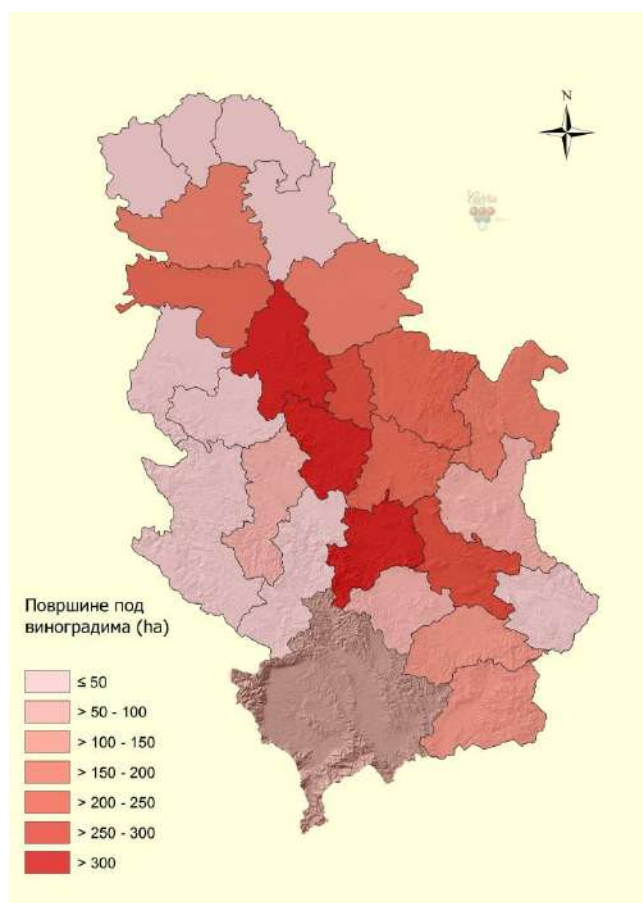 N
Површине под
виноградима (ha)
≤ 50
> 50 - 100
> 100 - 150
> 150 - 200
> 200 - 250
> 250 - 300
> 300